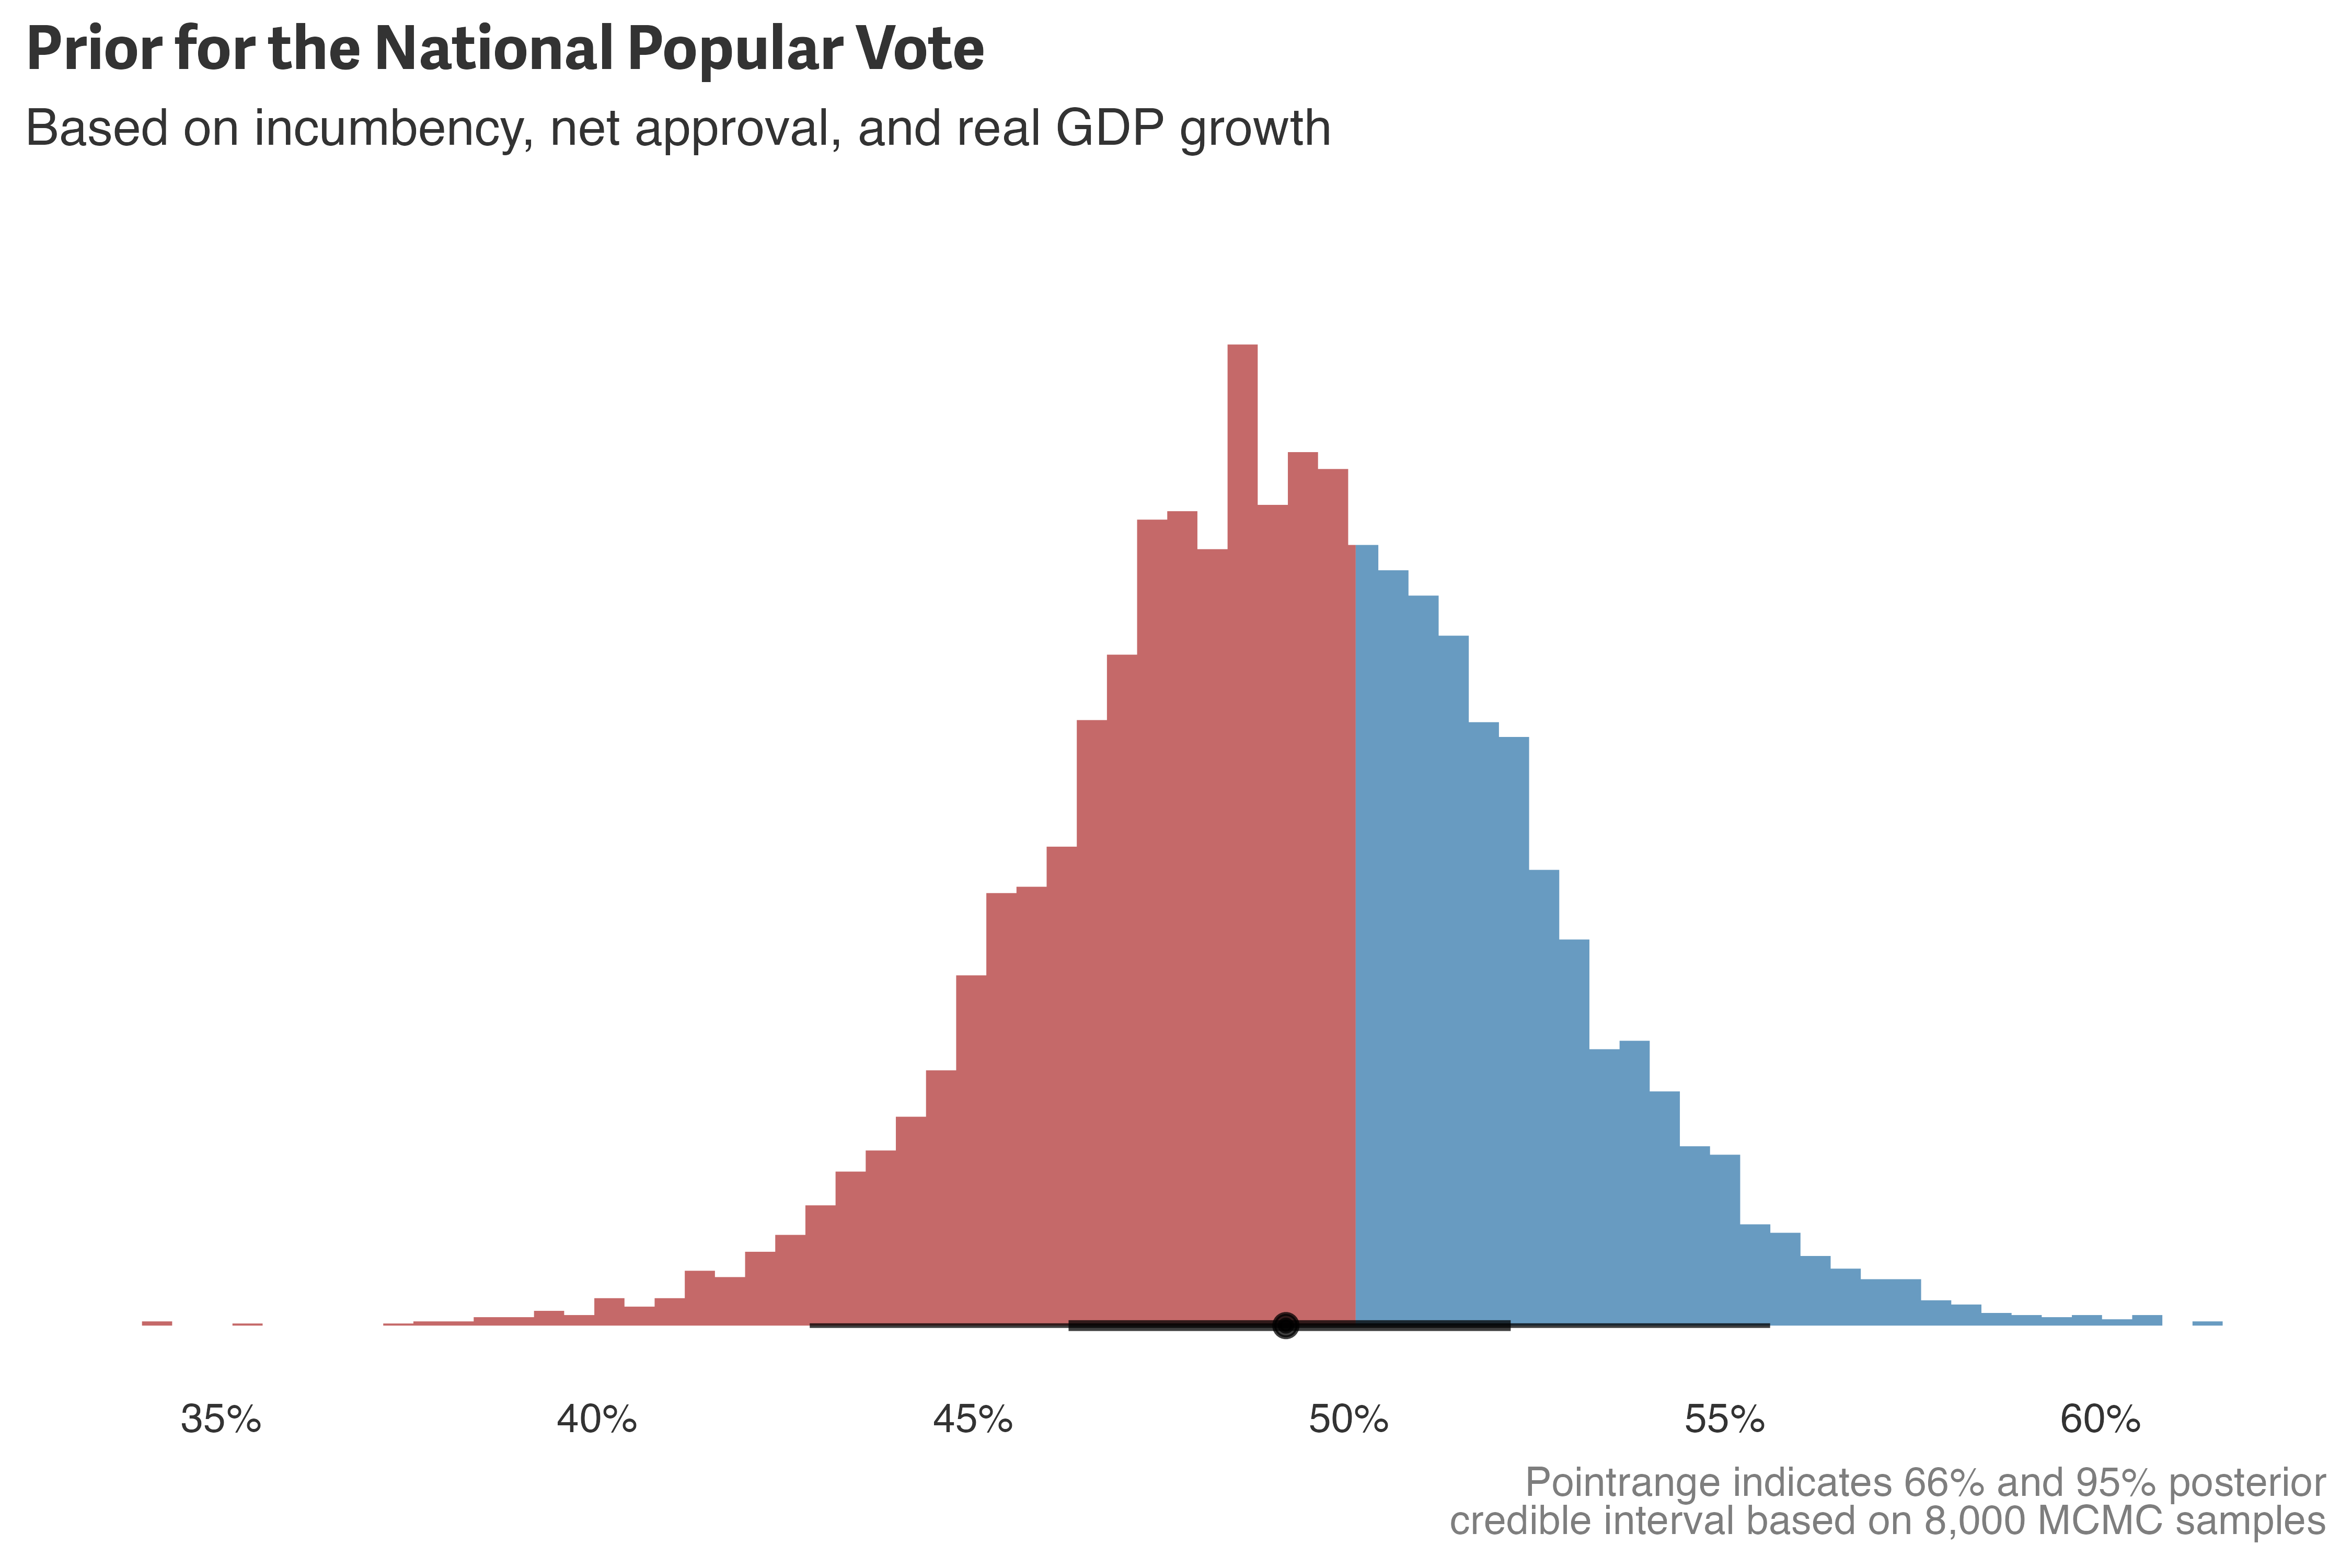 Prior for the National Popular Vote
Based on incumbency, net approval, and real GDP growth
35% 40% 45% 50% 55% 60%
Pointrange indicates 66% and 95% posterior
credible interval based on 8,000 MCMC samples